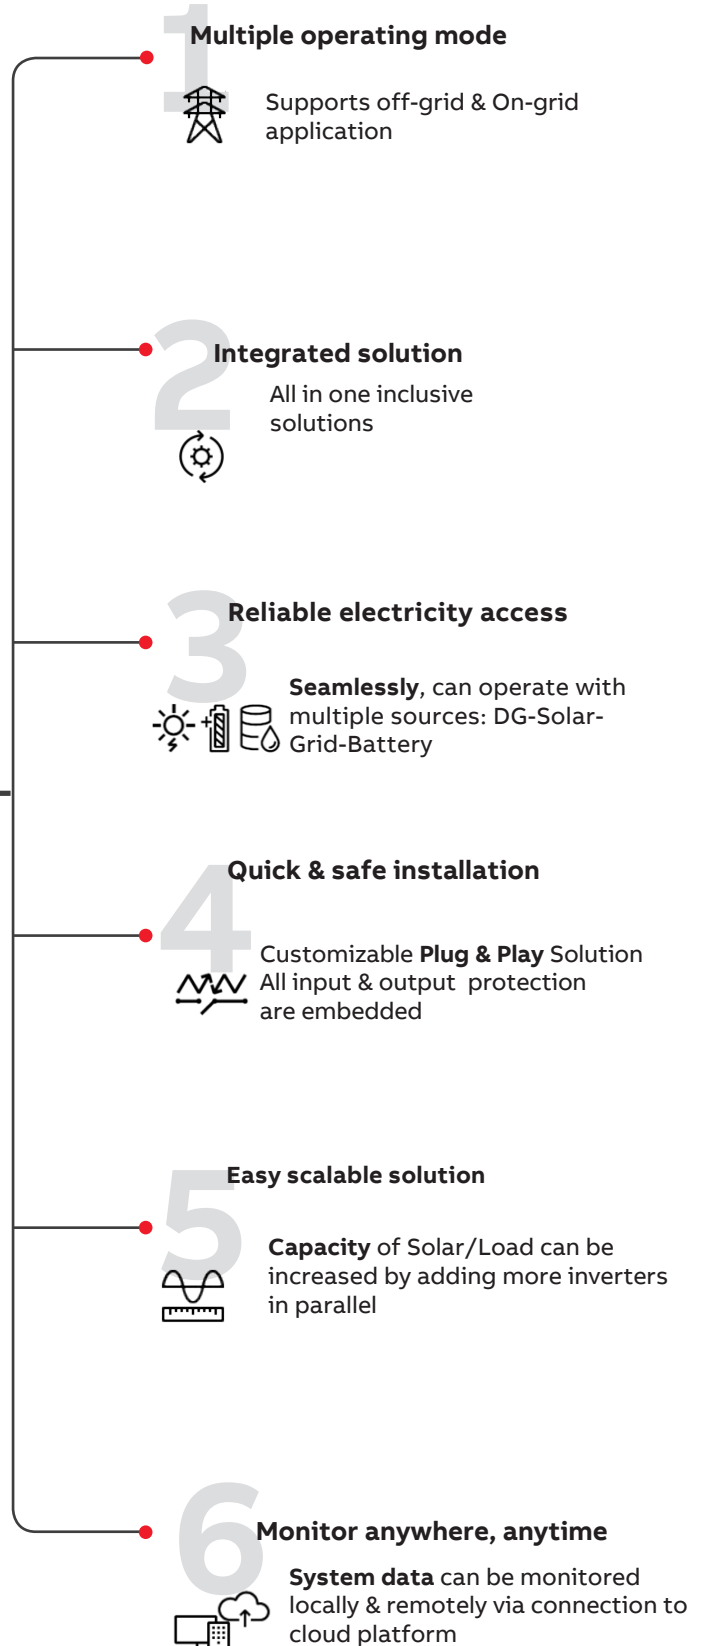 1
Multiple operating mode
Supports off-grid & On-grid
application
2
Integrated solution
All in one inclusive
solutions
3
Reliable electricity access
Seamlessly, can operate with
multiple sources: DG-Solar-
Grid-Battery
4
Quick & safe installation
Customizable Plug & Play Solution
All input & output  protection
are embedded
5
Easy scalable solution
Capacity of Solar/Load can be
increased by adding more inverters
in parallel
6
Monitor anywhere, anytime
System data can be monitored
locally & remotely via connection to
cloud platform